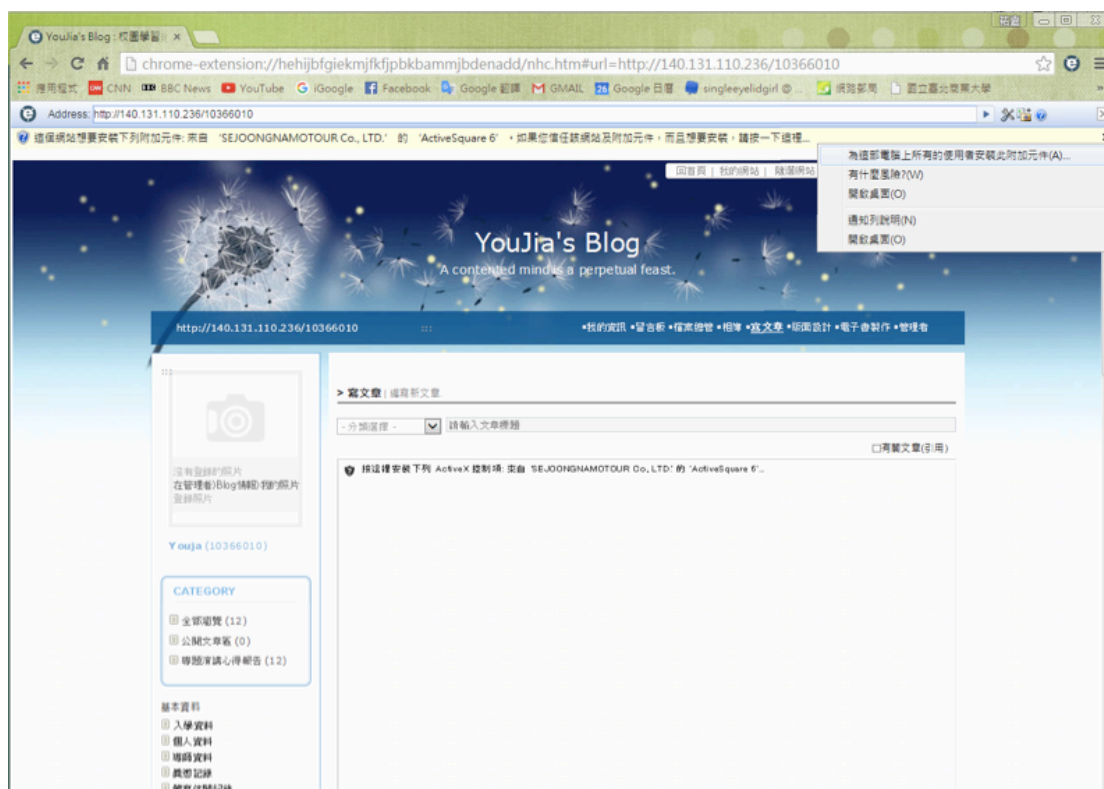 YouJia's Blog : 校園學習
chrome-extension://hehijbfgiekmjfkfjpbkbammjbdenadd/nhc.htm#url=http://140.131.110.236/10366010
應用程式 CNN BBC News YouTube iGoogle Facebook Google 翻譯 GMAIL Google 日曆 singleeyelidgirl @ ... 網路郵局 國立臺北商業大學
Address: http://140.131.110.236/10366010
這個網站想要安裝下列附加元件: 來自 'SEJOONGNAMOTOUR Co., LTD.' 的 'ActiveSquare 6'，如果您信任該網站及附加元件，而且想要安裝，請按一下這裡...
為這部電腦上所有的使用者安裝此附加元件(A)...
有什麼風險?(W)
開啟桌面(O)
通知列說明(N)
開啟桌面(O)
回首頁 | 我的網站 |
YouJia's Blog
A contented mind is a perpetual feast.
http://140.131.110.236/10366010 :::
•我的資訊 •留言板 •檔案總管 •相簿 •寫文章 •版面設計 •電子書製作 •管理者
:::
沒有登錄的照片
在管理者>Blog情報>我的照片
登錄照片
Youja (10366010)
CATEGORY
全部瀏覽 (12)
公開文章區 (0)
專題演講心得報告 (12)
基本資料
入學資料
個人資料
導師資料
獎懲記錄
> 寫文章 | 編寫新文章.
- 分類選擇 -
請輸入文章標題
有關文章(引用)
按這裡安裝下列 ActiveX 控制項: 來自 'SEJOONGNAMOTOUR Co., LTD.' 的 'ActiveSquare 6'...